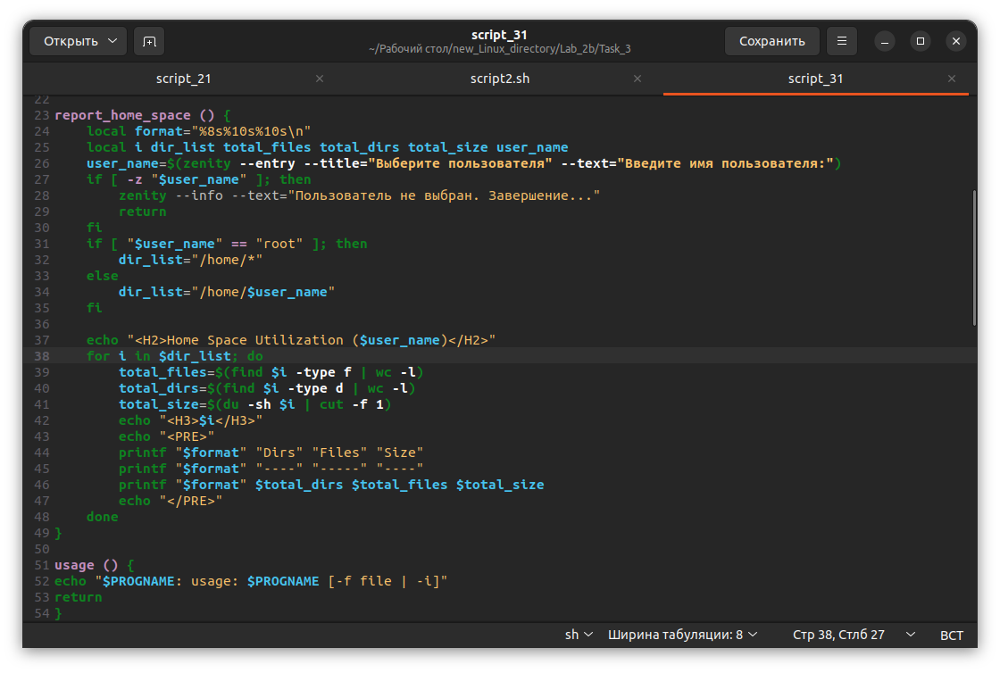 Открыть
script_31
~/Рабочий стол/new_Linux_directory/Lab_2b/Task_3
Сохранить
script_21
script2.sh
script_31
22
23 report_home_space () {
24     local format="%8s%10s%10s\n"
25     local i dir_list total_files total_dirs total_size user_name
26     user_name=$(zenity --entry --title="Выберите пользователя" --text="Введите имя пользователя:")
27     if [ -z "$user_name" ]; then
28         zenity --info --text="Пользователь не выбран. Завершение..."
29         return
30     fi
31     if [ "$user_name" == "root" ]; then
32         dir_list="/home/*"
33     else
34         dir_list="/home/$user_name"
35     fi
36
37     echo "<H2>Home Space Utilization ($user_name)</H2>"
38     for i in $dir_list; do
39         total_files=$(find $i -type f | wc -l)
40         total_dirs=$(find $i -type d | wc -l)
41         total_size=$(du -sh $i | cut -f 1)
42         echo "<H3>$i</H3>"
43         echo "<PRE>"
44         printf "$format" "Dirs" "Files" "Size"
45         printf "$format" "----" "-----" "----"
46         printf "$format" $total_dirs $total_files $total_size
47         echo "</PRE>"
48     done
49 }
50
51 usage () {
52 echo "$PROGNAME: usage: $PROGNAME [-f file | -i]"
53 return
54 }
sh
Ширина табуляции: 8
Стр 38, Стлб 27
ВСТ